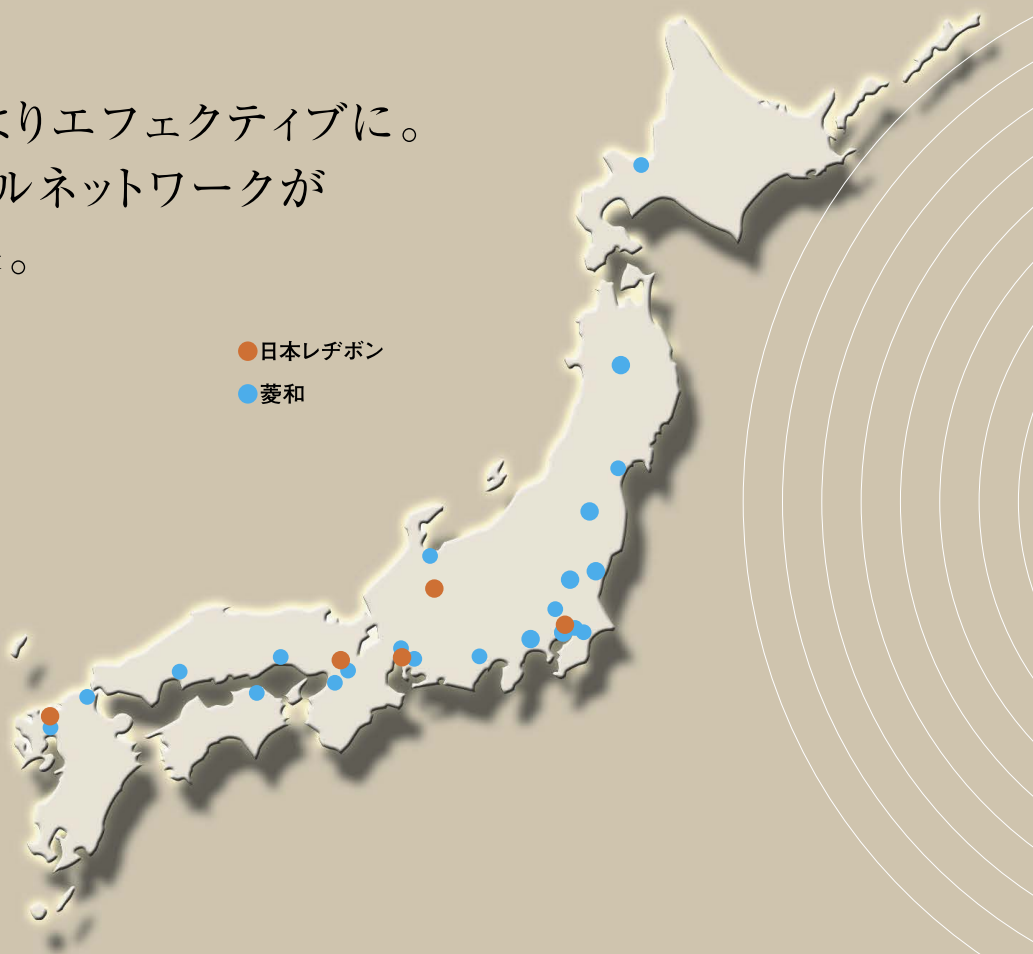 よりエフェクティブに。
ルネットワークが
。
日本レヂボン
菱和